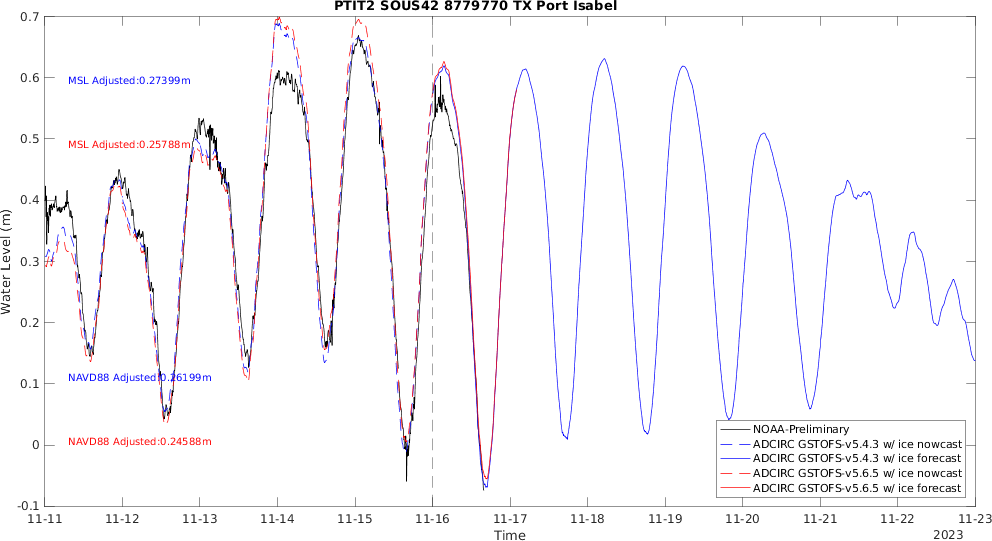 PTIT2 SOUS42 8779770 TX Port Isabel
0.7
0.6
0.5
0.4
0.3
0.2
0.1
0
-0.1
Water Level (m)
MSL Adjusted:0.27399m
MSL Adjusted:0.25788m
NAVD88 Adjusted:0.26199m
NAVD88 Adjusted:0.24588m
NOAA-Preliminary
ADCIRC GSTOFS-v5.4.3 w/ ice nowcast
ADCIRC GSTOFS-v5.4.3 w/ ice forecast
ADCIRC GSTOFS-v5.6.5 w/ ice nowcast
ADCIRC GSTOFS-v5.6.5 w/ ice forecast
11-11 11-12 11-13 11-14 11-15 11-16 11-17 11-18 11-19 11-20 11-21 11-22 11-23
Time
2023